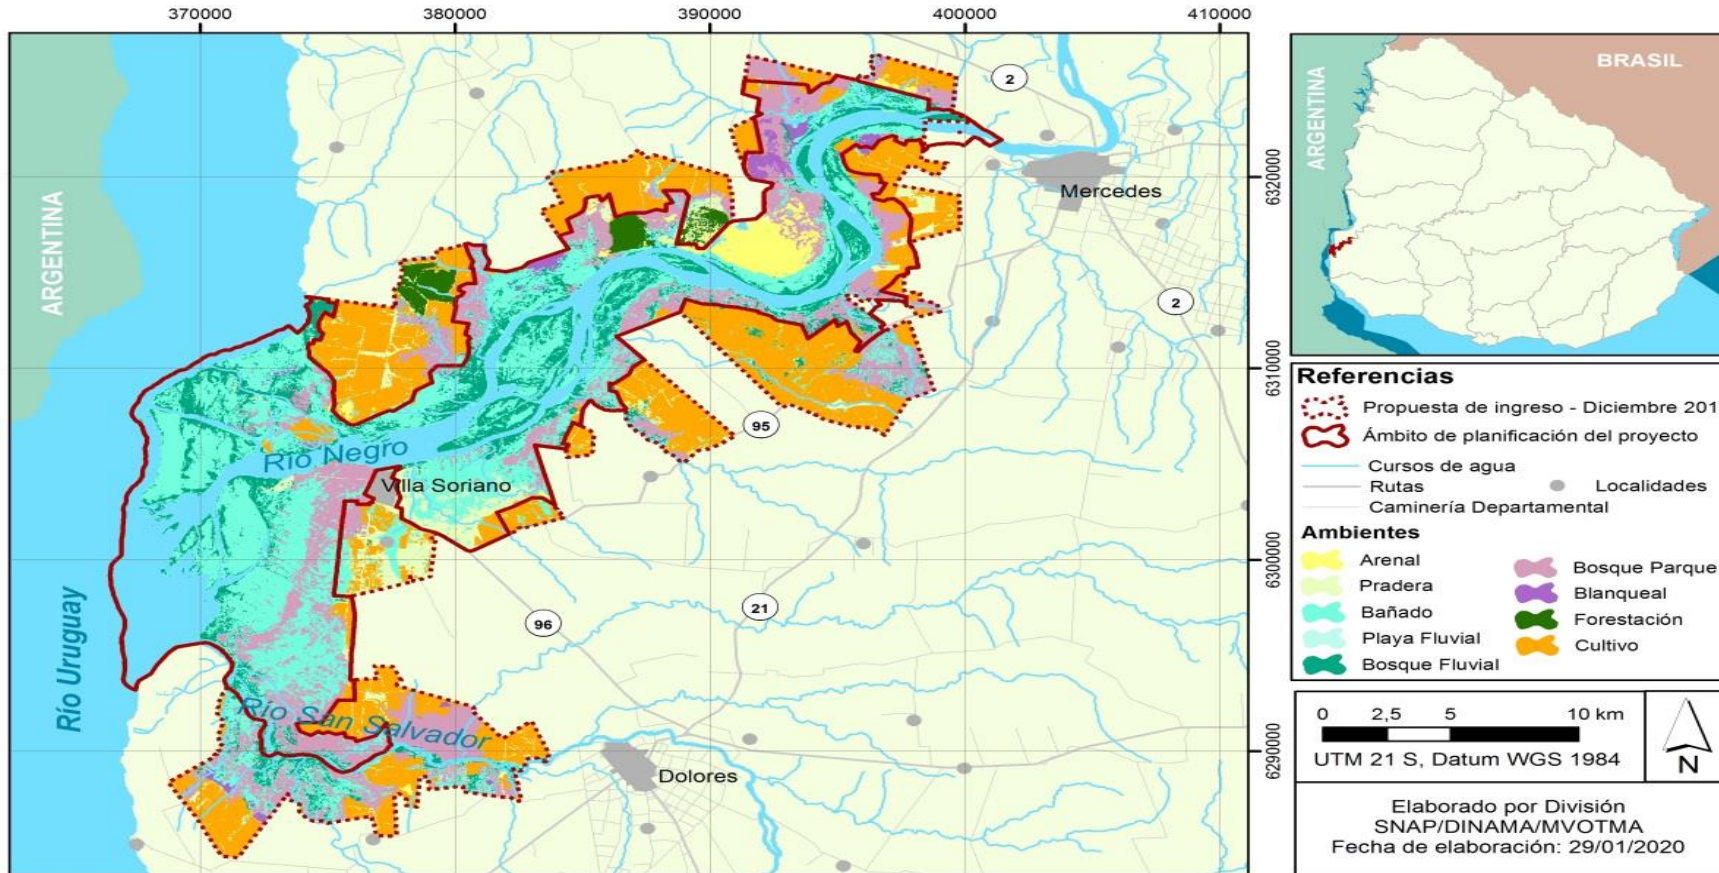 370000
380000
390000
400000
410000
ARGENTINA
BRASIL
ARGENTINA
2
6320000
Mercedes
2
6310000
95
Río Negro
Villa Soriano
6300000
21
96
Río Uruguay
Río San Salvador
6290000
Dolores
Referencias
Propuesta de ingreso - Diciembre 201
Ámbito de planificación del proyecto
Cursos de agua
Rutas
Localidades
Caminería Departamental
Ambientes
Arenal
Pradera
Bañado
Playa Fluvial
Bosque Fluvial
Bosque Parque
Blanqueal
Forestación
Cultivo
0 2,5 5 10 km
UTM 21 S, Datum WGS 1984
N
Elaborado por División
SNAP/DINAMA/MVOTMA
Fecha de elaboración: 29/01/2020